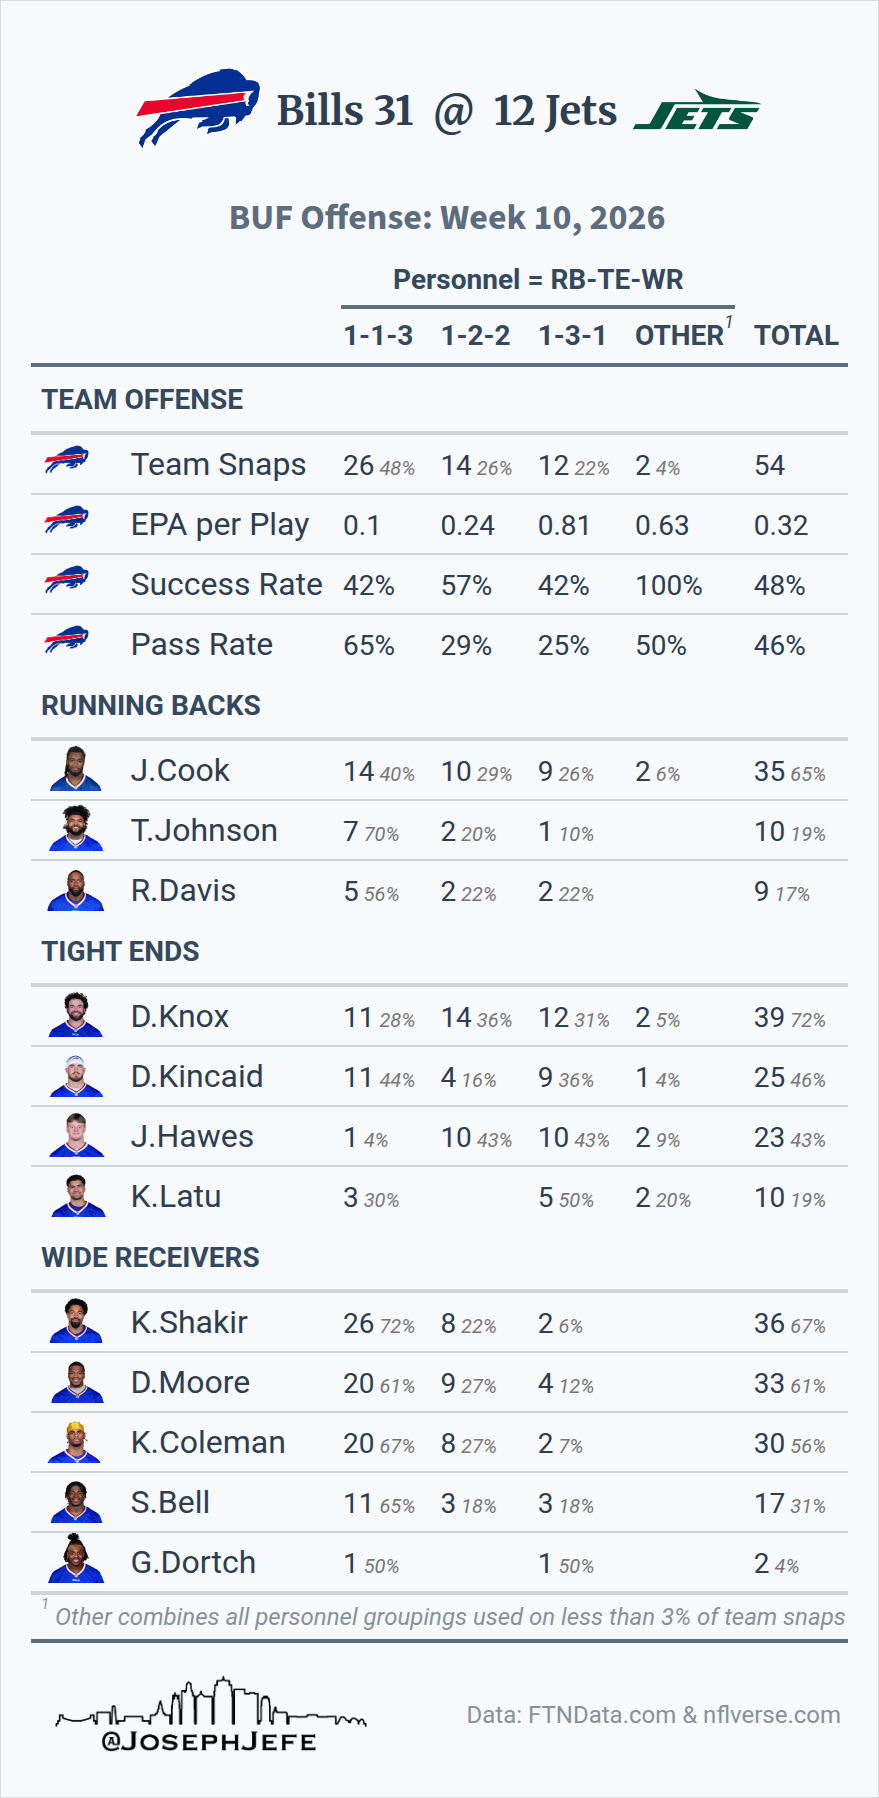 Bills 31 @ 12 Jets JETS
BUF Offense: Week 10, 2026
Personnel = RB-TE-WR
1-1-3 1-2-2 1-3-1 OTHER1 TOTAL
TEAM OFFENSE
Team Snaps 26 48% 14 26% 12 22% 2 4% 54
EPA per Play 0.1 0.24 0.81 0.63 0.32
Success Rate 42% 57% 42% 100% 48%
Pass Rate 65% 29% 25% 50% 46%
RUNNING BACKS
J.Cook 14 40% 10 29% 9 26% 2 6% 35 65%
T.Johnson 7 70% 2 20% 1 10% 10 19%
R.Davis 5 56% 2 22% 2 22% 9 17%
TIGHT ENDS
D.Knox 11 28% 14 36% 12 31% 2 5% 39 72%
D.Kincaid 11 44% 4 16% 9 36% 1 4% 25 46%
J.Hawes 1 4% 10 43% 10 43% 2 9% 23 43%
K.Latu 3 30% 5 50% 2 20% 10 19%
WIDE RECEIVERS
K.Shakir 26 72% 8 22% 2 6% 36 67%
D.Moore 20 61% 9 27% 4 12% 33 61%
K.Coleman 20 67% 8 27% 2 7% 30 56%
S.Bell 11 65% 3 18% 3 18% 17 31%
G.Dortch 1 50% 1 50% 2 4%
1 Other combines all personnel groupings used on less than 3% of team snaps
@JOSEPHJEFE
Data: FTNData.com & nflverse.com